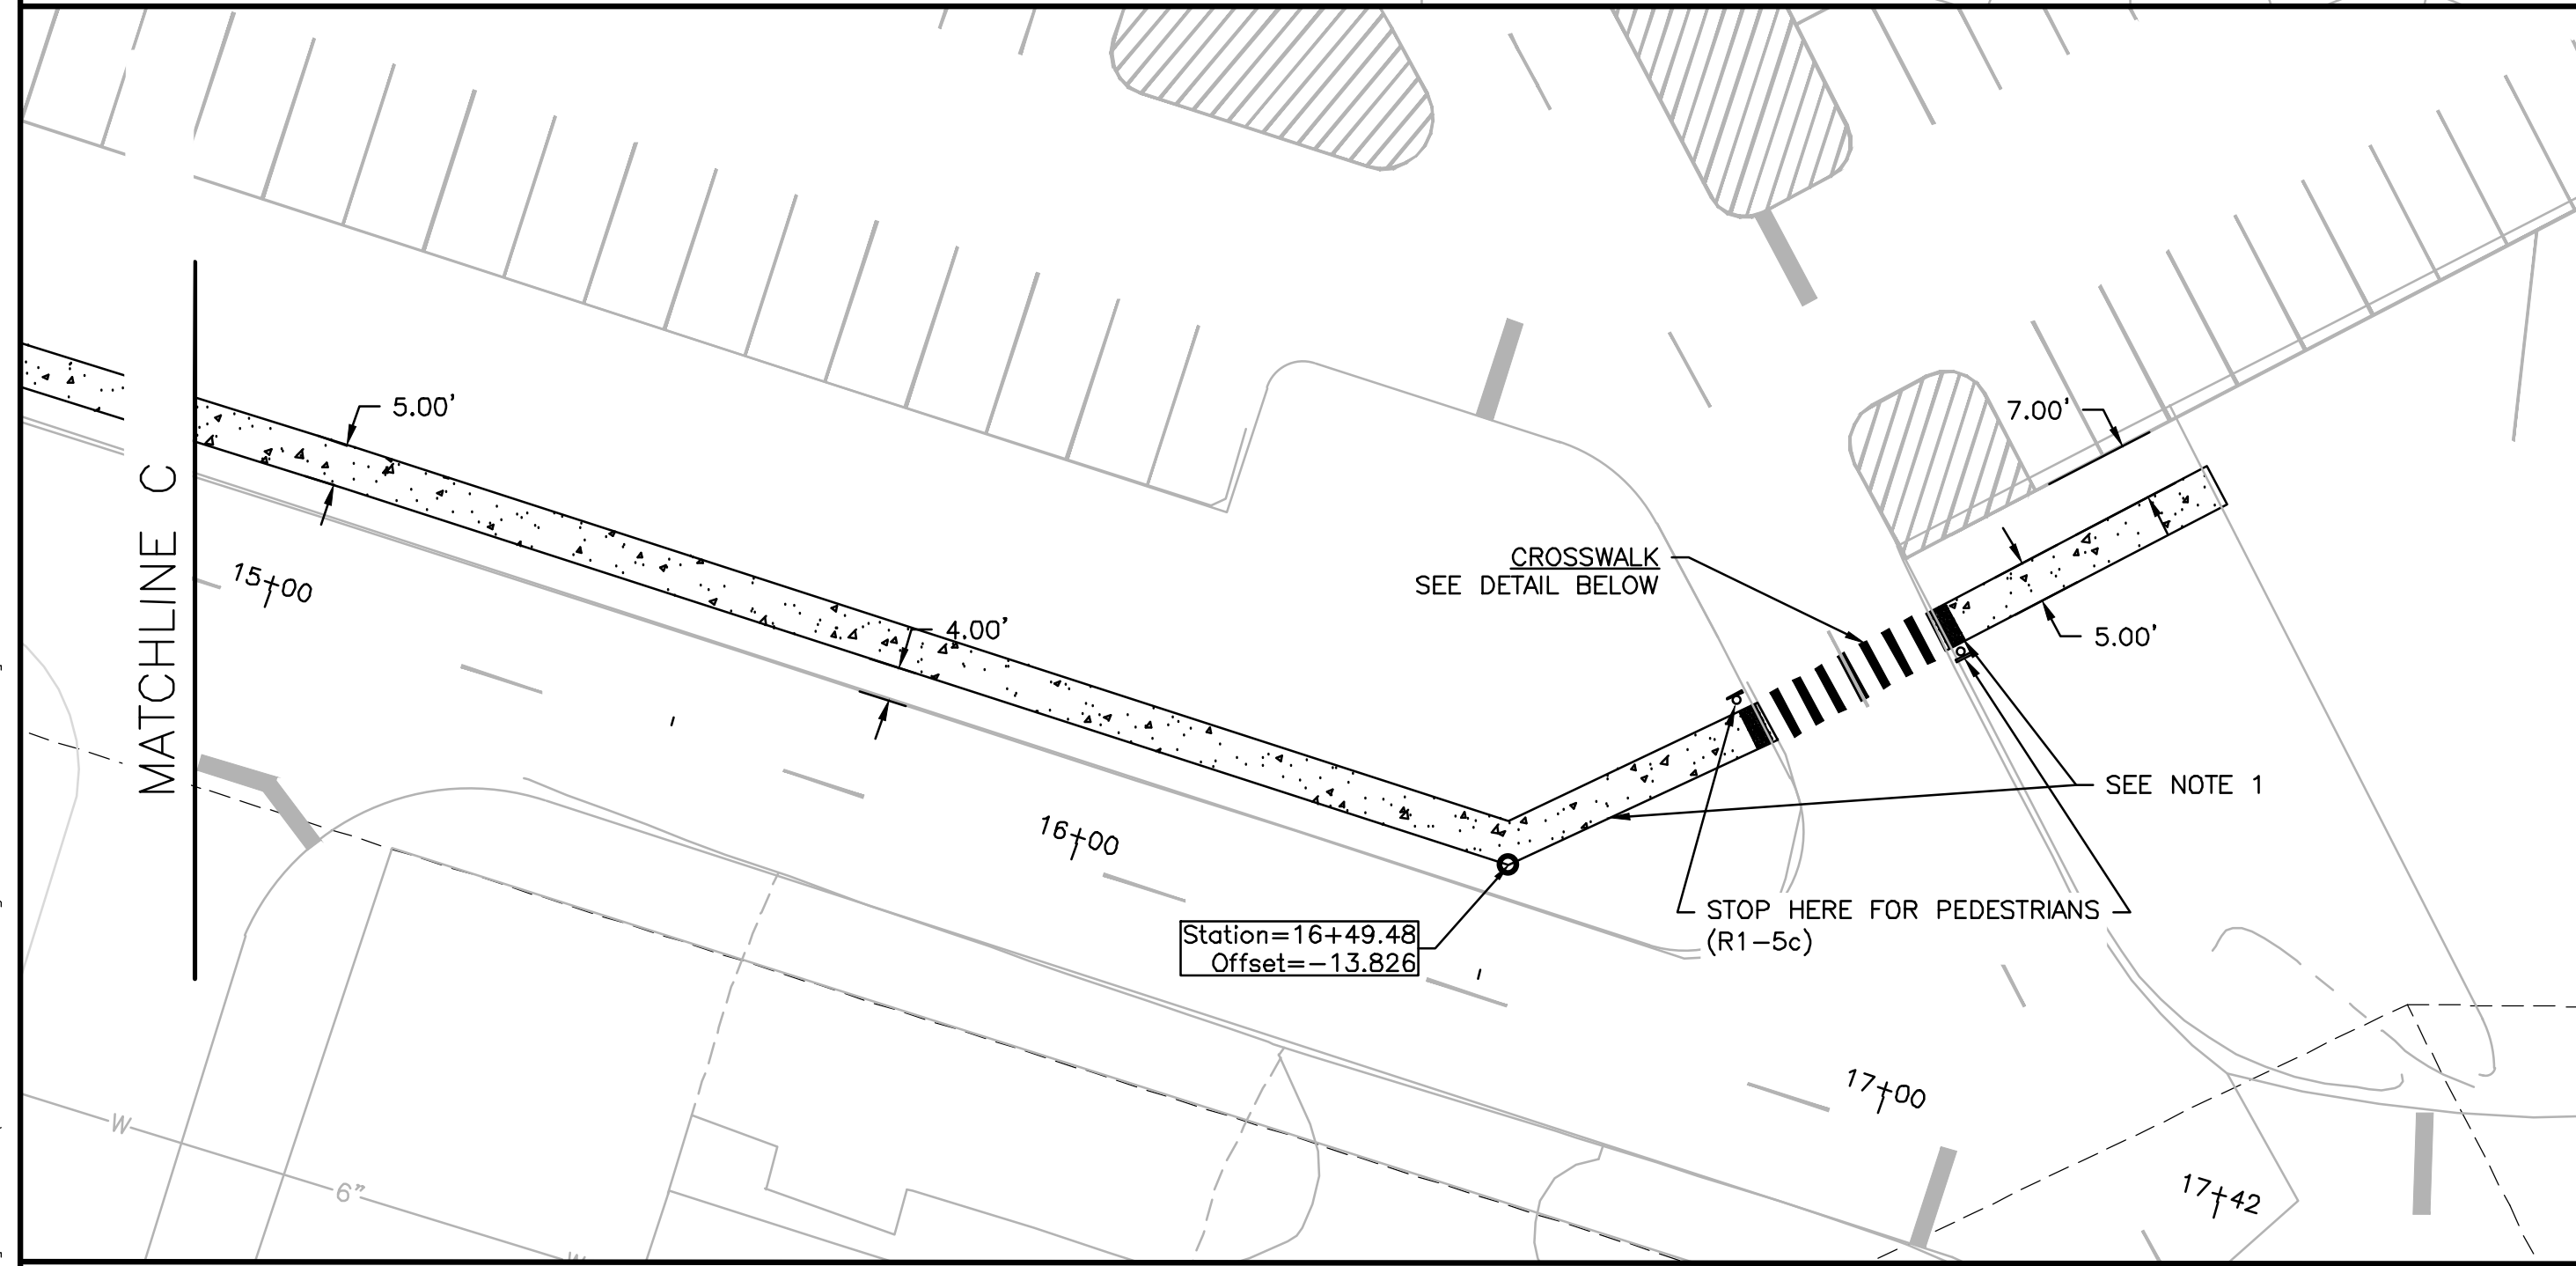 5.00'
7.00'
MATCHLINE C
15+00
CROSSWALK
SEE DETAIL BELOW
4.00'
5.00'
16+00
SEE NOTE 1
STOP HERE FOR PEDESTRIANS
(R1-5c)
Station=16+49.48
Offset=-13.826
17+00
W
6"
17+42
W